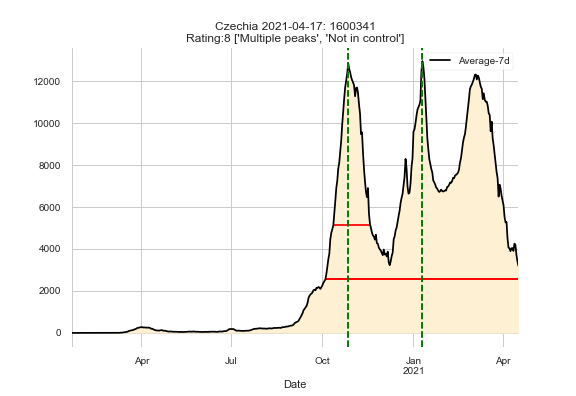 Czechia 2021-04-17: 1600341
Rating:8 ['Multiple peaks', 'Not in control']
Average-7d
12000
10000
8000
6000
4000
2000
0
Apr
Jul
Oct
Jan
2021
Apr
Date